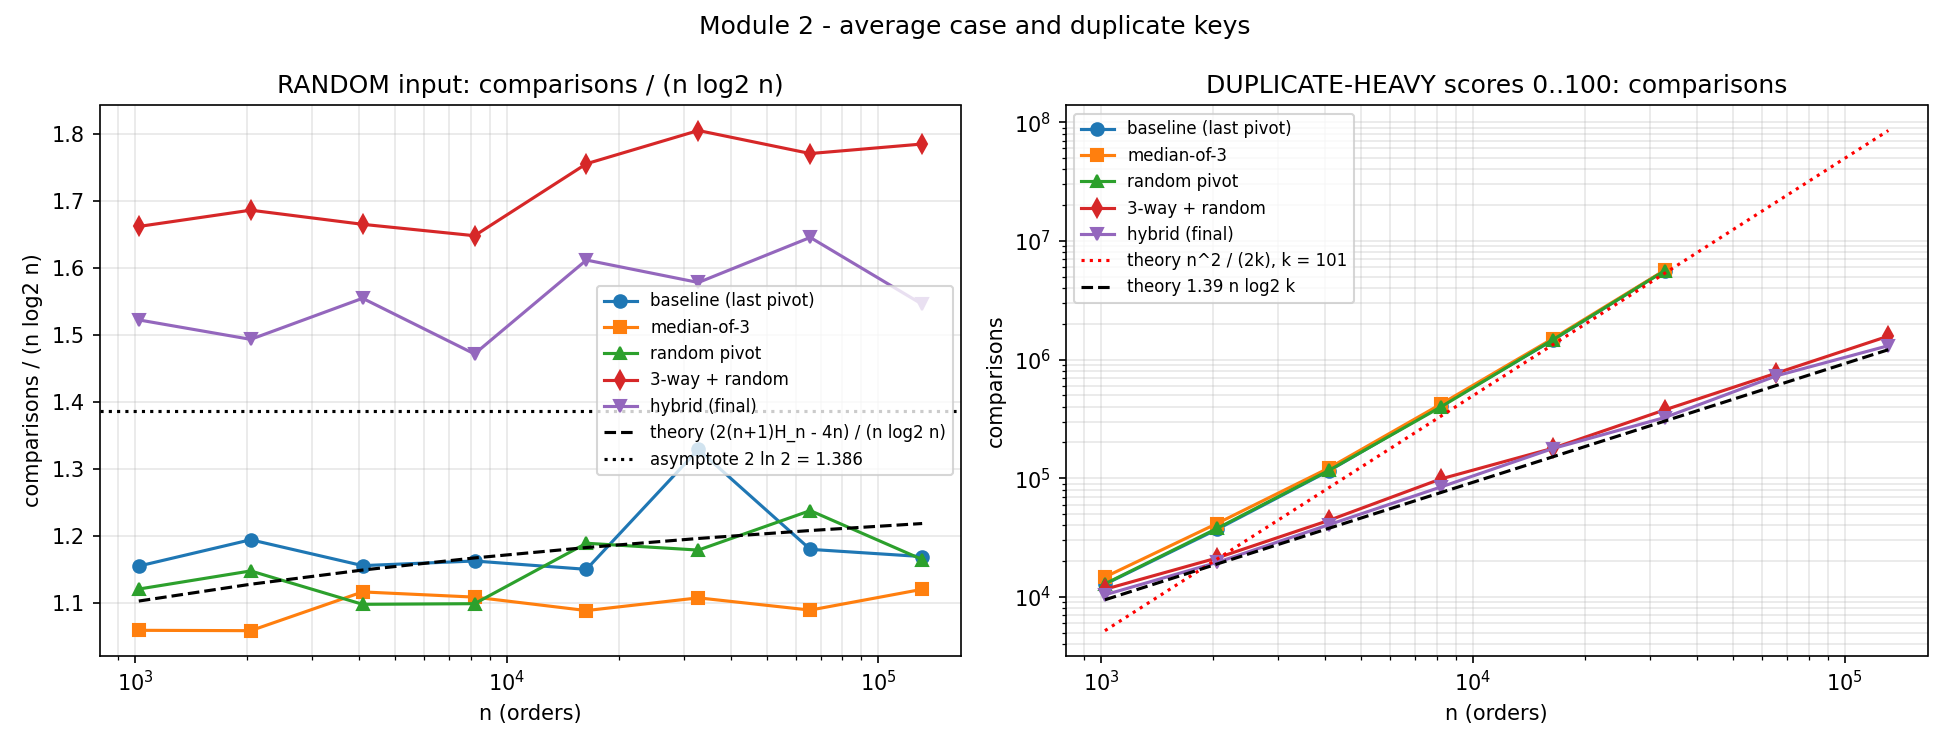 Module 2 - average case and duplicate keys
RANDOM input: comparisons / (n log2 n)
comparisons / (n log2 n)
1.8
1.7
1.6
1.5
1.4
1.3
1.2
1.1
baseline (last pivot)
median-of-3
random pivot
3-way + random
hybrid (final)
theory (2(n+1)H_n - 4n) / (n log2 n)
asymptote 2 ln 2 = 1.386
10³
10⁴
10⁵
n (orders)
DUPLICATE-HEAVY scores 0..100: comparisons
comparisons
10⁸
10⁷
10⁶
10⁵
10⁴
baseline (last pivot)
median-of-3
random pivot
3-way + random
hybrid (final)
theory n^2 / (2k), k = 101
theory 1.39 n log2 k
10³
10⁴
10⁵
n (orders)